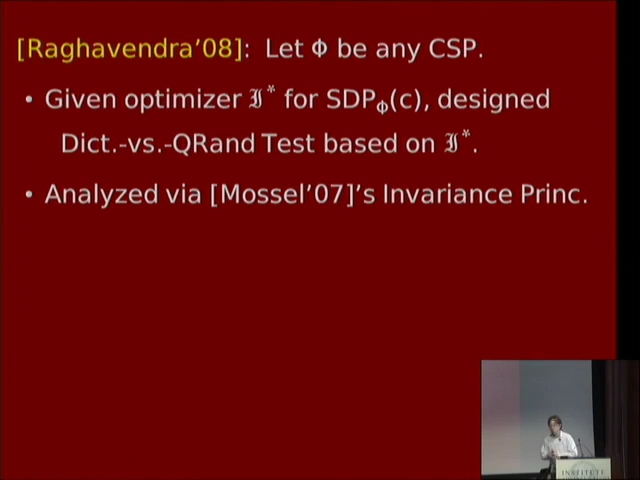 [Raghavendra’08]: Let Φ be any CSP.
• Given optimizer ℑ* for SDPΦ(c), designed
Dict.-vs.-QRand Test based on ℑ*.
• Analyzed via [Mossel’07]’s Invariance Princ.
INSTITUTE